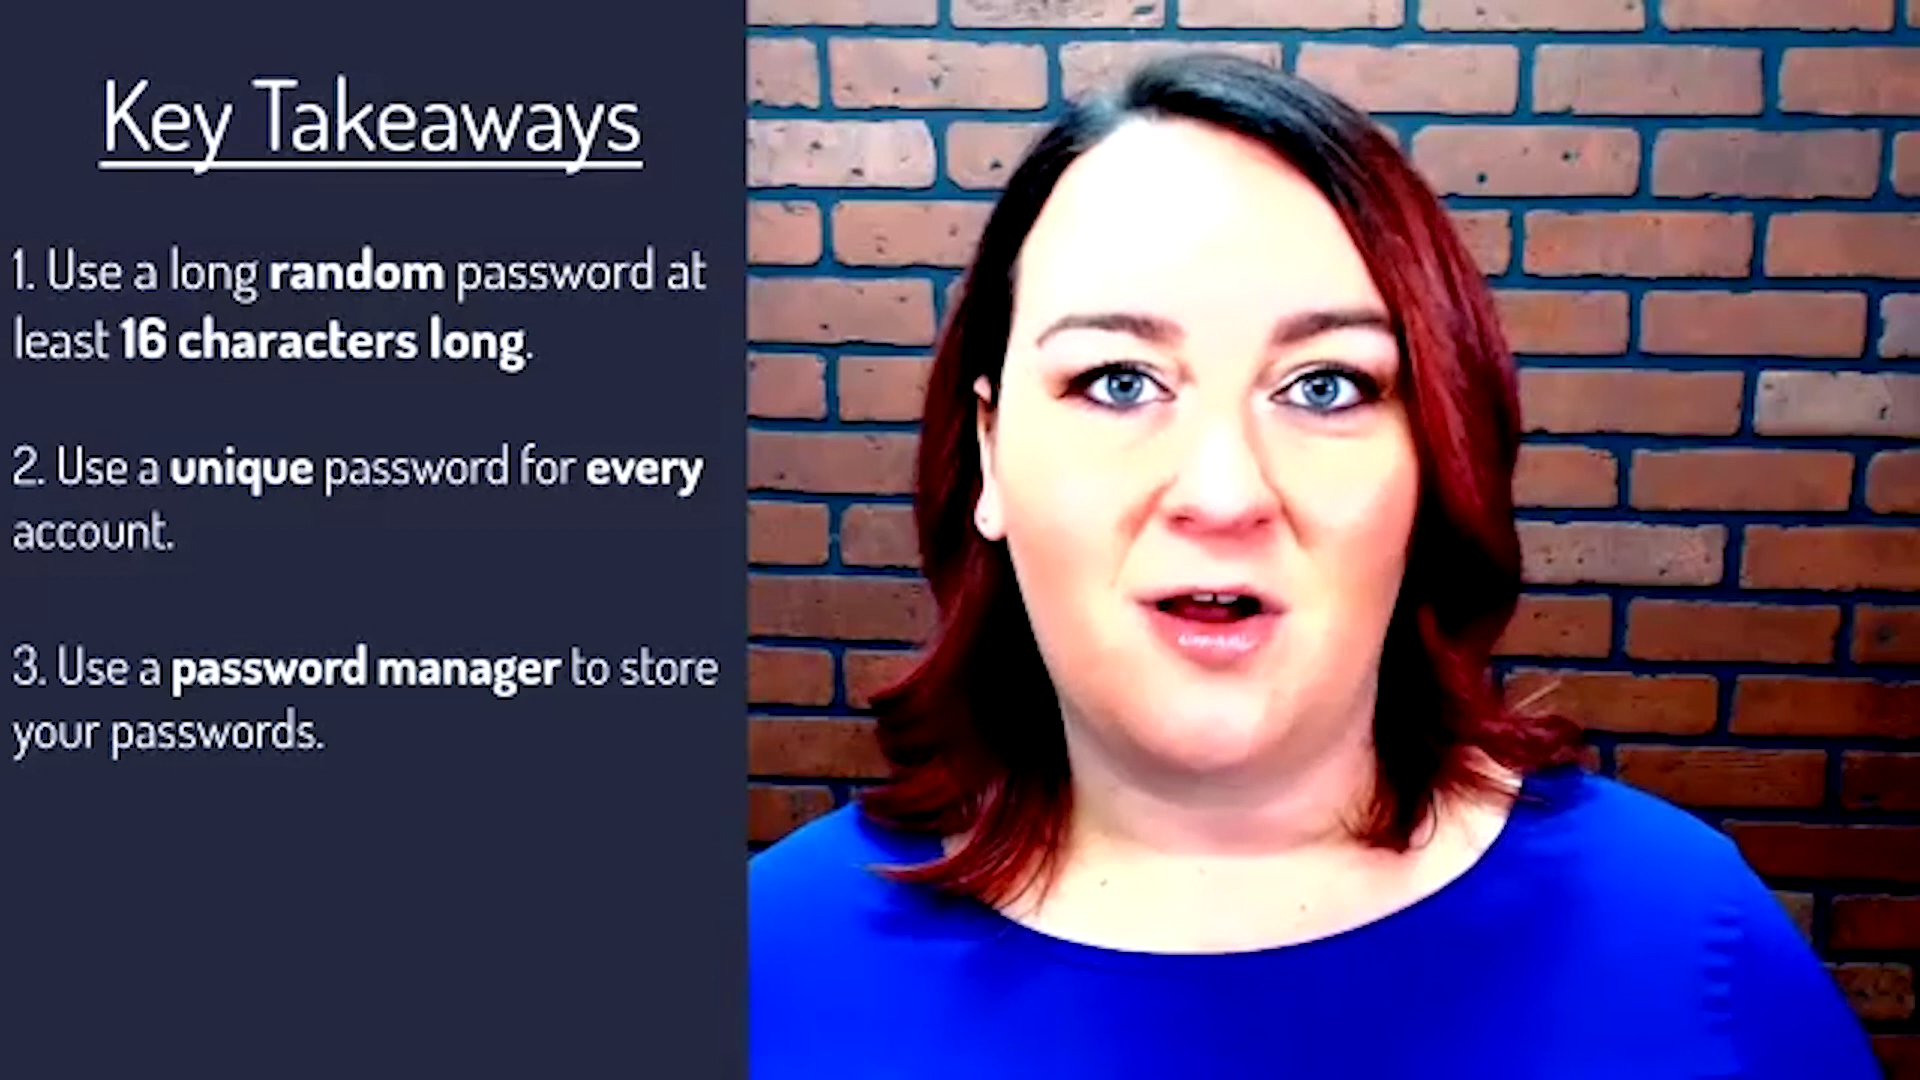 Key Takeaways
1. Use a long random password at
least 16 characters long.
2. Use a unique password for every
account.
3. Use a password manager to store
your passwords.